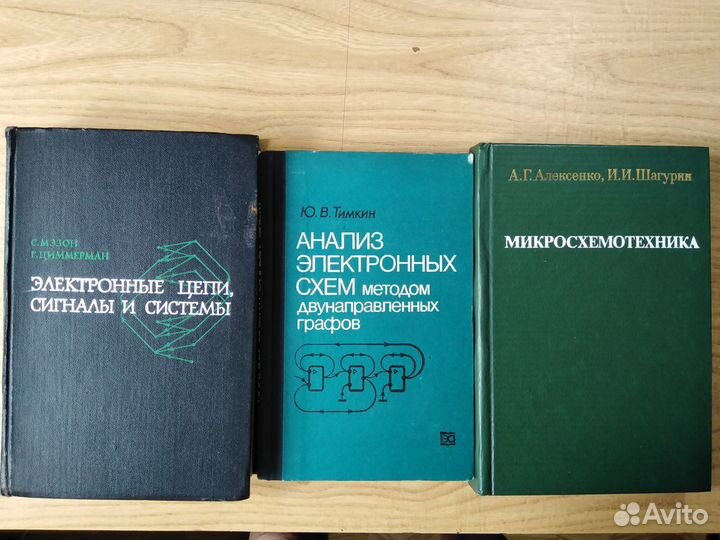 С. МЭЗОН
Г. ЦИММЕРМАН
ЭЛЕКТРОННЫЕ ЦЕПИ,
СИГНАЛЫ И СИСТЕМЫ
Ю. В. Тимкин
АНАЛИЗ
ЭЛЕКТРОННЫХ
СХЕМ методом
двунаправленных
графов
А. Г. Алексенко, И. И. Шагурин
МИКРОСХЕМОТЕХНИКА
Avito